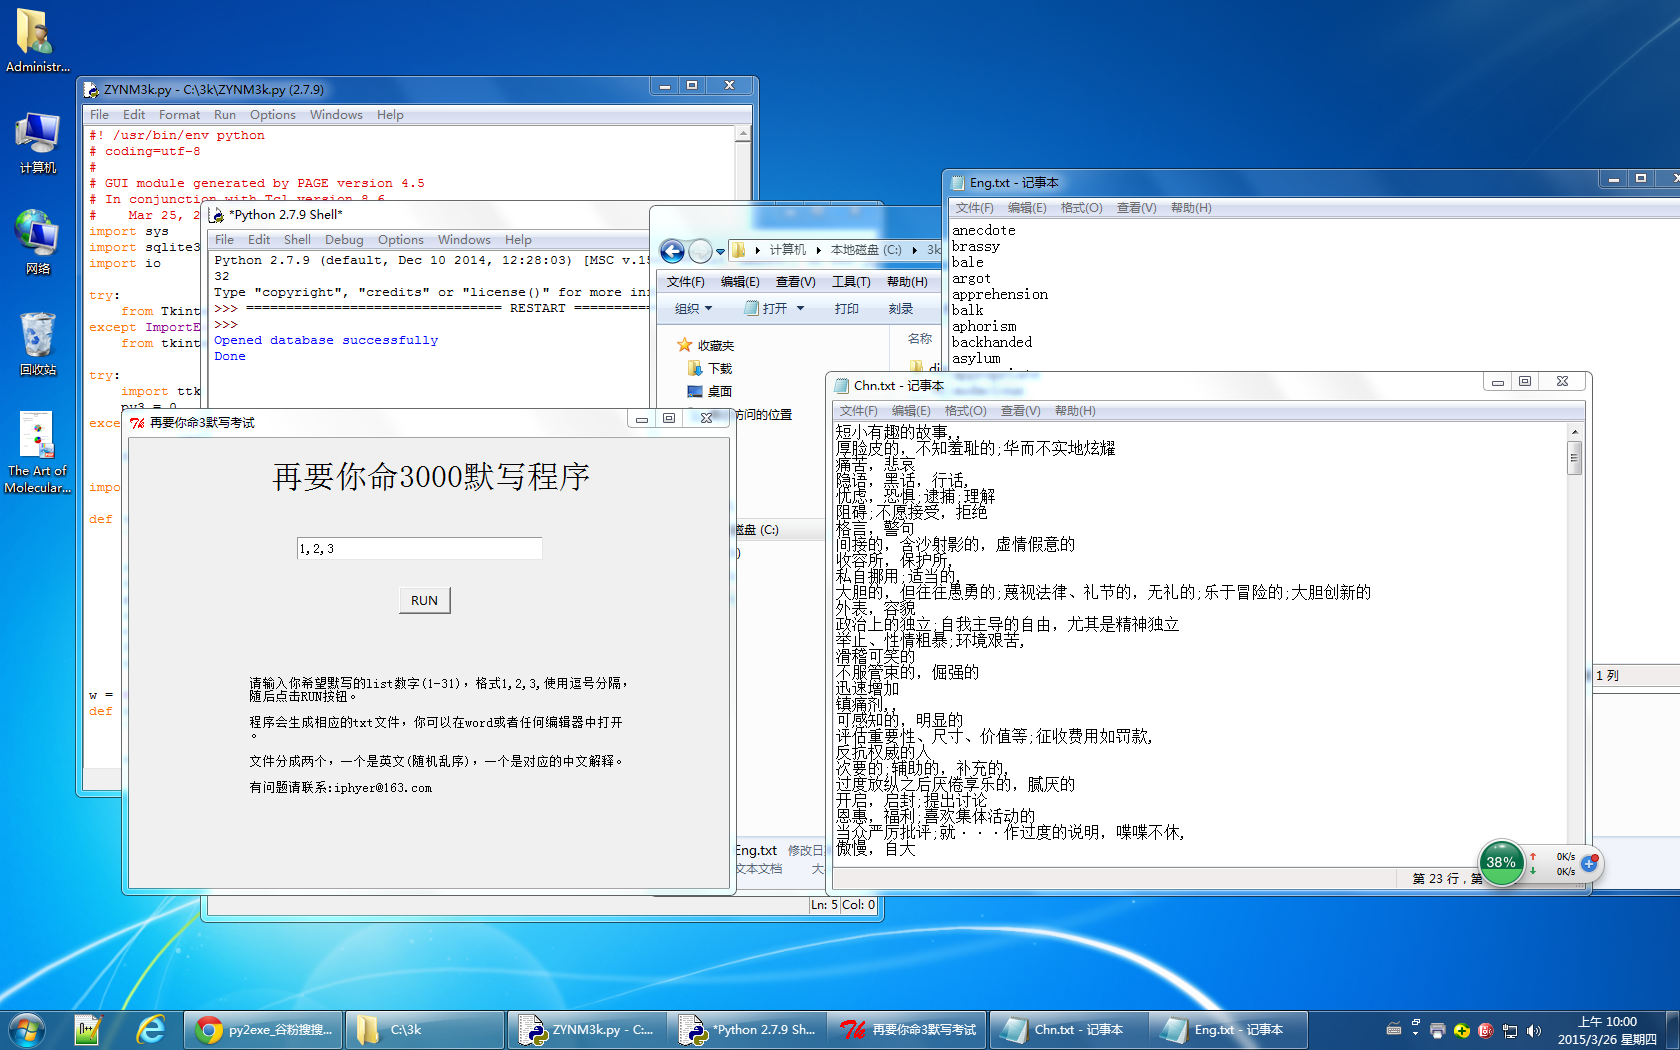 Administr...
计算机
网络
回收站
The Art of
Molecular...
ZYNM3k.py - C:\3k\ZYNM3k.py (2.7.9)
File Edit Format Run Options Windows Help
#! /usr/bin/env python
# coding=utf-8
#
# GUI module generated by PAGE version 4.5
# In conjunction with Tcl version 8.6
# Mar 25, 2
import sys
import sqlite3
import io
try:
from Tkint
except ImportE
from tkint
try:
import ttk
py3 = 0
exce
impo
def
w =
def
*Python 2.7.9 Shell*
File Edit Shell Debug Options Windows Help
Python 2.7.9 (default, Dec 10 2014, 12:28:03) [MSC v.15
32
Type "copyright", "credits" or "license()" for more in
>>> ================================ RESTART ==========
>>>
Opened database successfully
Done
Ln: 5 Col: 0
计算机 本地磁盘 (C:) 3k
文件(F) 编辑(E) 查看(V) 工具(T) 帮助(H)
组织 打开 打印 刻录
收藏夹
下载
桌面
访问的位置
名称
di
磁盘 (C:)
Eng.txt 修改日
文本文档 大
再要你命3默写考试
再要你命3000默写程序
1,2,3
RUN
请输入你希望默写的list数字(1-31), 格式1,2,3,使用逗号分隔,
随后点击RUN按钮。
程序会生成相应的txt文件, 你可以在word或者任何编辑器中打开
。
文件分成两个, 一个是英文(随机乱序), 一个是对应的中文解释。
有问题请联系:iphyer@163.com
Eng.txt - 记事本
文件(F) 编辑(E) 格式(O) 查看(V) 帮助(H)
anecdote
brassy
bale
argot
apprehension
balk
aphorism
backhanded
asylum
1 列
Chn.txt - 记事本
文件(F) 编辑(E) 格式(O) 查看(V) 帮助(H)
短小有趣的故事,,
厚脸皮的, 不知羞耻的;华而不实地炫耀
痛苦, 悲哀
隐语, 黑话, 行话,
忧虑, 恐惧;逮捕;理解
阻碍;不愿接受, 拒绝
格言, 警句
间接的, 含沙射影的, 虚情假意的
收容所, 保护所,
私自挪用;适当的,
大胆的, 但往往愚勇的;蔑视法律、礼节的, 无礼的;乐于冒险的;大胆创新的
外表, 容貌
政治上的独立;自我主导的自由, 尤其是精神独立
举止、性情粗暴;环境艰苦,
滑稽可笑的
不服管束的, 倔强的
迅速增加
镇痛剂,,
可感知的, 明显的
评估重要性、尺寸、价值等;征收费用如罚款,
反抗权威的人
次要的;辅助的, 补充的,
过度放纵之后厌倦享乐的, 腻厌的
开启, 启封;提出讨论
恩惠, 福利;喜欢集体活动的
当众严厉批评;就···作过度的说明, 喋喋不休,
傲慢, 自大
第 23 行, 第
38%
0K/s
0K/s
py2exe_谷粉搜搜... C:\3k ZYNM3k.py - C:... *Python 2.7.9 Sh... 再要你命3默写考试 Chn.txt - 记事本 Eng.txt - 记事本
上午 10:00
2015/3/26 星期四